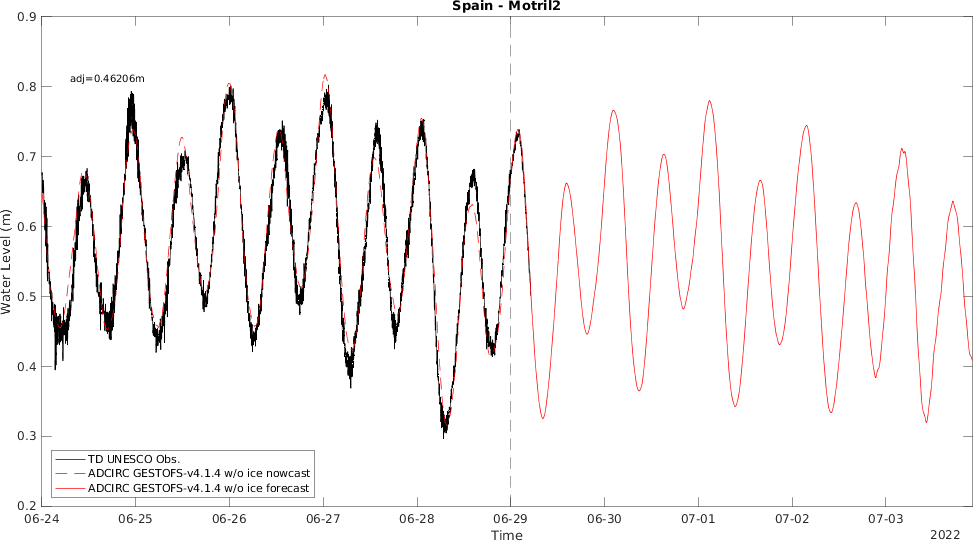 Spain - Motril2
0.9
0.8
0.7
0.6
0.5
0.4
0.3
0.2
Water Level (m)
adj=0.46206m
TD UNESCO Obs.
ADCIRC GESTOFS-v4.1.4 w/o ice nowcast
ADCIRC GESTOFS-v4.1.4 w/o ice forecast
06-24 06-25 06-26 06-27 06-28 06-29 06-30 07-01 07-02 07-03
Time
2022